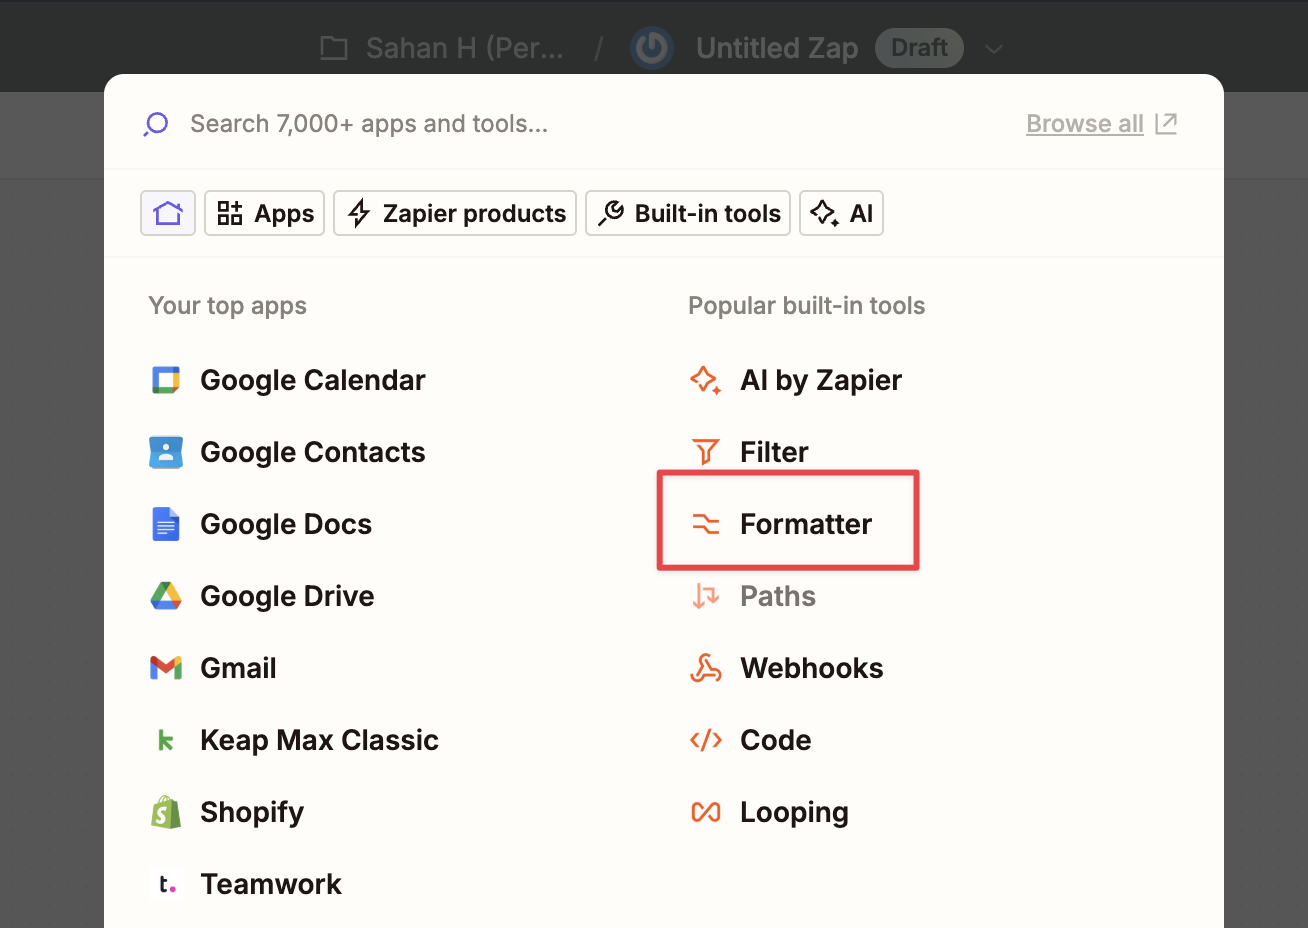 Sahan H (Per... / Untitled Zap Draft
Search 7,000+ apps and tools...
Browse all
Apps
Zapier products
Built-in tools
AI
Your top apps
Google Calendar
Google Contacts
Google Docs
Google Drive
Gmail
Keap Max Classic
Shopify
t. Teamwork
Popular built-in tools
AI by Zapier
Filter
Formatter
Paths
Webhooks
Code
Looping